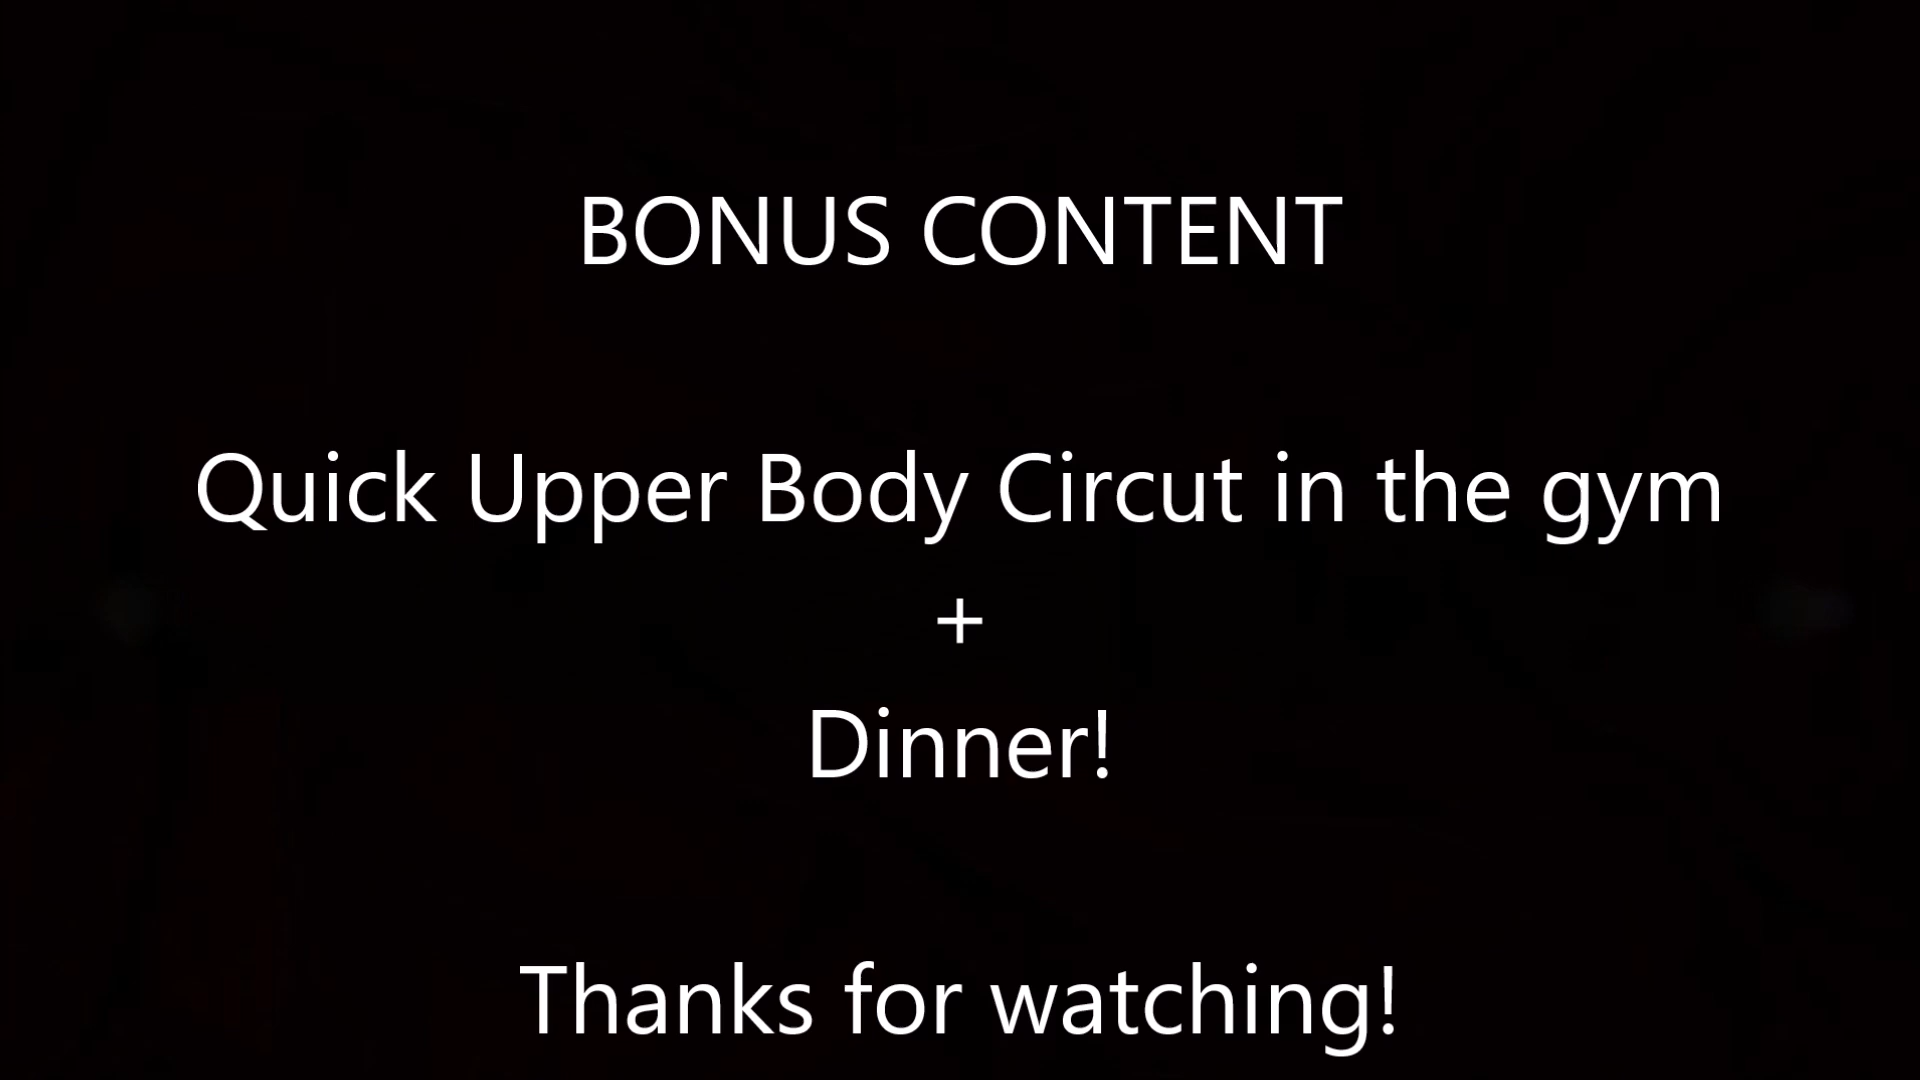 BONUS CONTENT
Quick Upper Body Circut in the gym
+
Dinner!
Thanks for watching!